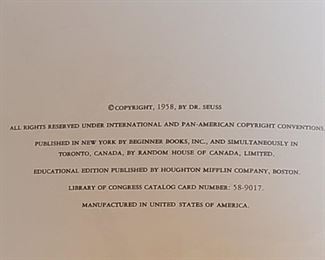 © COPYRIGHT, 1958, BY DR. SEUSS
ALL RIGHTS RESERVED UNDER INTERNATIONAL AND PAN-AMERICAN COPYRIGHT CONVENTIONS.
PUBLISHED IN NEW YORK BY BEGINNER BOOKS, INC., AND SIMULTANEOUSLY IN
TORONTO, CANADA, BY RANDOM HOUSE OF CANADA, LIMITED.
EDUCATIONAL EDITION PUBLISHED BY HOUGHTON MIFFLIN COMPANY, BOSTON.
LIBRARY OF CONGRESS CATALOG CARD NUMBER: 58-9017.
MANUFACTURED IN UNITED STATES OF AMERICA.